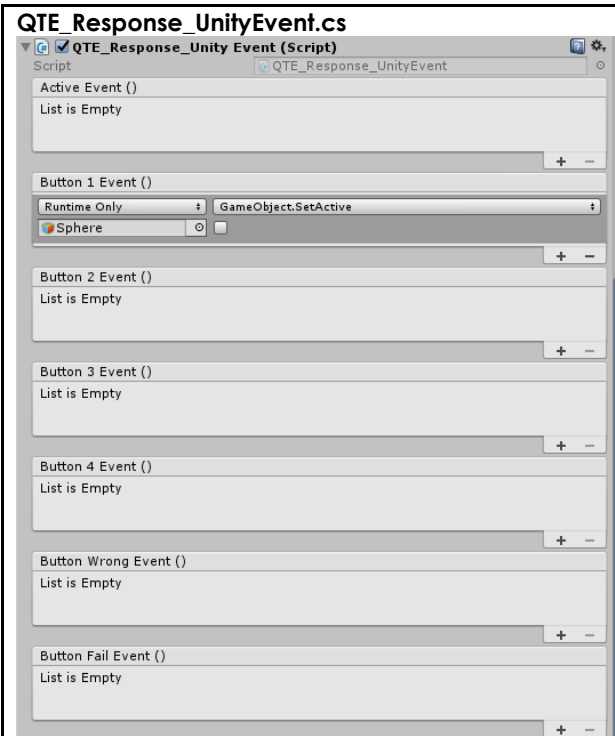 QTE_Response_UnityEvent.cs
QTE_Response_Unity Event (Script)
Script QTE_Response_UnityEvent
Active Event ()
List is Empty
+ −
Button 1 Event ()
Runtime Only GameObject.SetActive
Sphere
+ −
Button 2 Event ()
List is Empty
+ −
Button 3 Event ()
List is Empty
+ −
Button 4 Event ()
List is Empty
+ −
Button Wrong Event ()
List is Empty
+ −
Button Fail Event ()
List is Empty
+ −